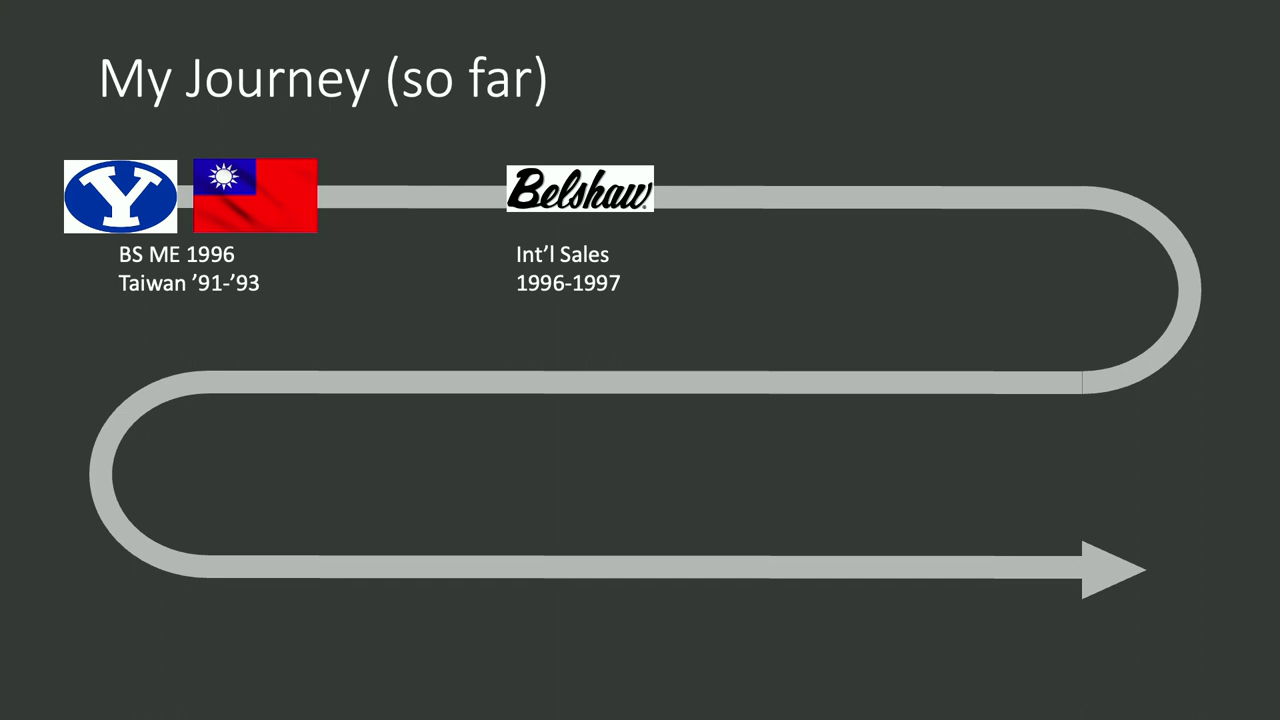 My Journey (so far)
Y
Belshaw
BS ME 1996
Taiwan ’91-’93
Int’l Sales
1996-1997